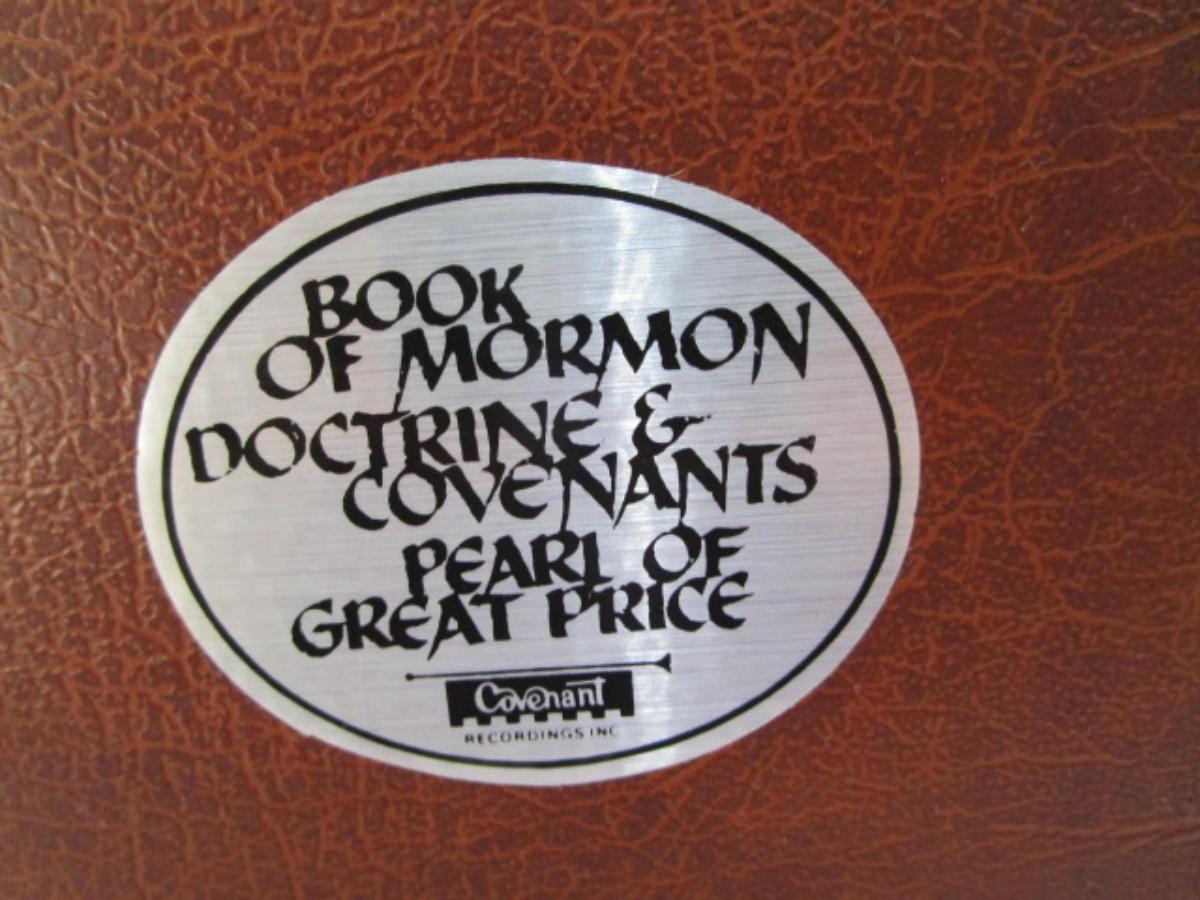 BOOK
OF MORMON
DOCTRINE &
COVENANTS
PEARL OF
GREAT PRICE
Covenant
RECORDINGS INC